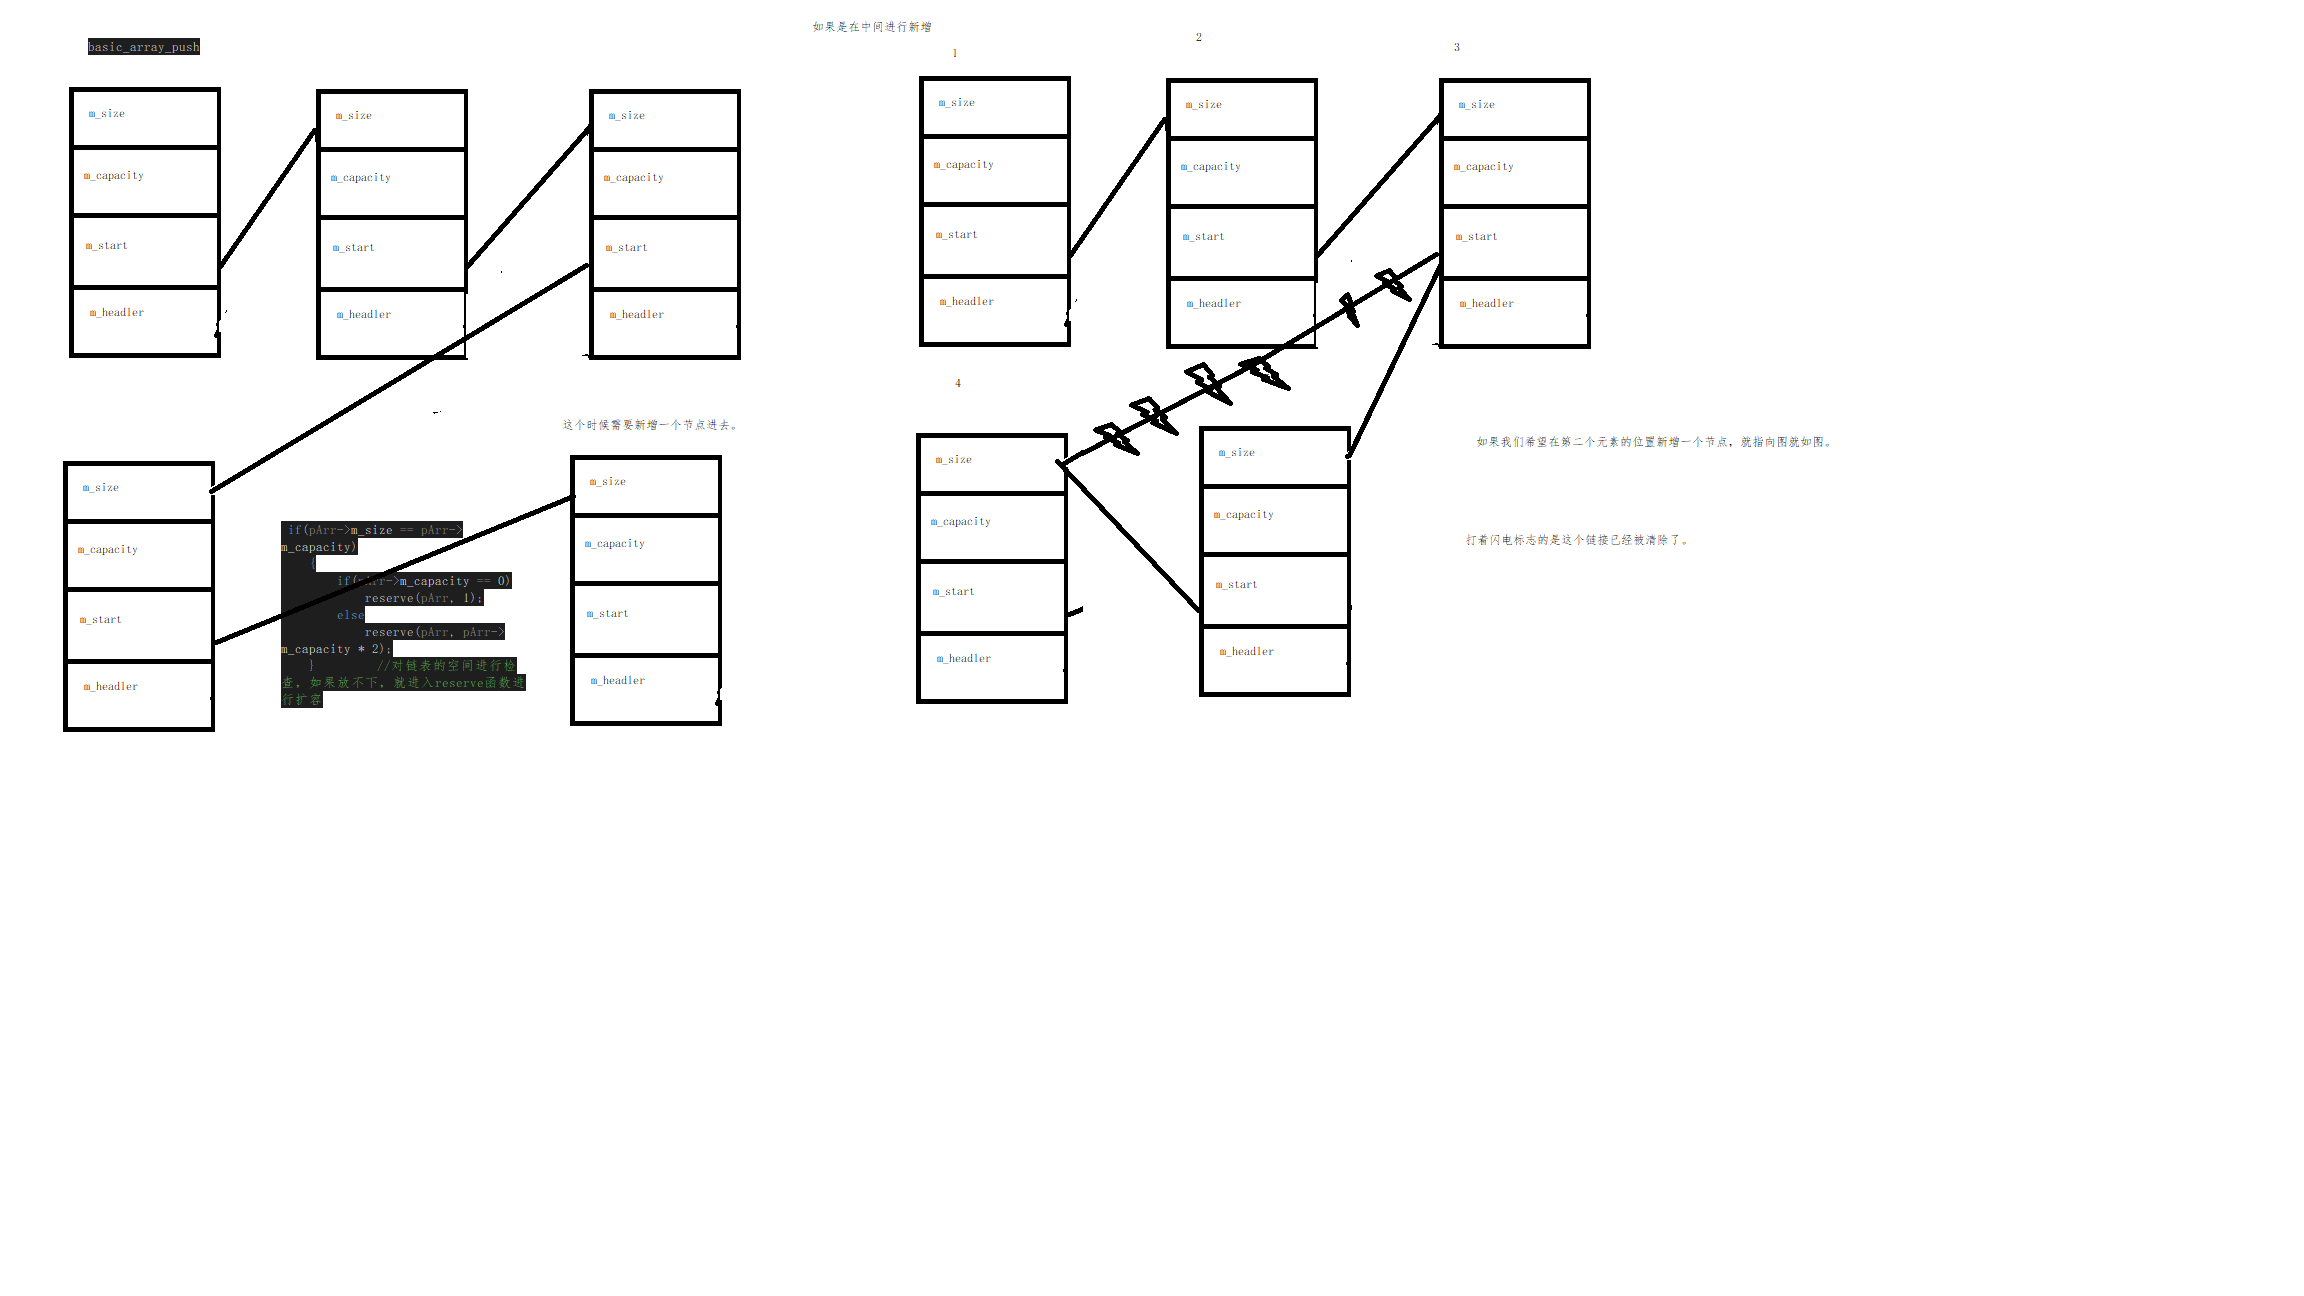 basic_array_push
m_size
m_capacity
m_start
m_headler
m_size
m_capacity
m_start
m_headler
m_size
m_capacity
m_start
m_headler
这个时候需要新增一个节点进去。
m_size
m_capacity
m_start
m_headler
if(pArr->m_size == pArr->
m_capacity)
{
if(pArr->m_capacity == 0)
reserve(pArr, 1);
else
reserve(pArr, pArr->
m_capacity * 2);
} //对链表的空间进行检
查，如果放不下，就进入reserve函数进
行扩容
m_size
m_capacity
m_start
m_headler
如果是在中间进行新增
1
2
3
m_size
m_capacity
m_start
m_headler
m_size
m_capacity
m_start
m_headler
m_size
m_capacity
m_start
m_headler
4
m_size
m_capacity
m_start
m_headler
m_size
m_capacity
m_start
m_headler
如果我们希望在第二个元素的位置新增一个节点，就指向图就如图。
打着闪电标志的是这个链接已经被清除了。